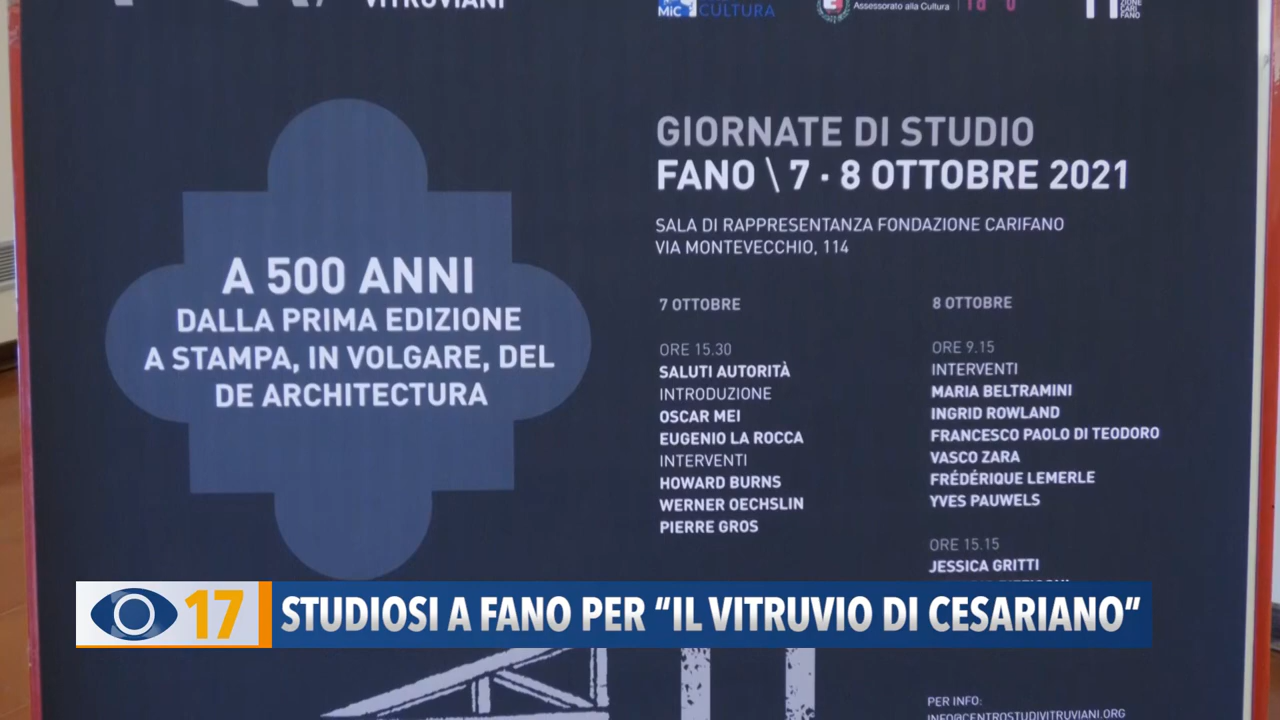 VITRUVIANI
MiC
CULTURA
Assessorato alla Cultura
ZIONE
CARI
FANO
A 500 ANNI
DALLA PRIMA EDIZIONE
A STAMPA, IN VOLGARE, DEL
DE ARCHITECTURA
GIORNATE DI STUDIO
FANO \ 7 · 8 OTTOBRE 2021
SALA DI RAPPRESENTANZA FONDAZIONE CARIFANO
VIA MONTEVECCHIO, 114
7 OTTOBRE
ORE 15.30
SALUTI AUTORITÀ
INTRODUZIONE
OSCAR MEI
EUGENIO LA ROCCA
INTERVENTI
HOWARD BURNS
WERNER OECHSLIN
PIERRE GROS
8 OTTOBRE
ORE 9.15
INTERVENTI
MARIA BELTRAMINI
INGRID ROWLAND
FRANCESCO PAOLO DI TEODORO
VASCO ZARA
FRÉDÉRIQUE LEMERLE
YVES PAUWELS
ORE 15.15
JESSICA GRITTI
17
STUDIOSI A FANO PER “IL VITRUVIO DI CESARIANO”
PER INFO:
INFO@CENTROSTUDIVITRUVIANI.ORG